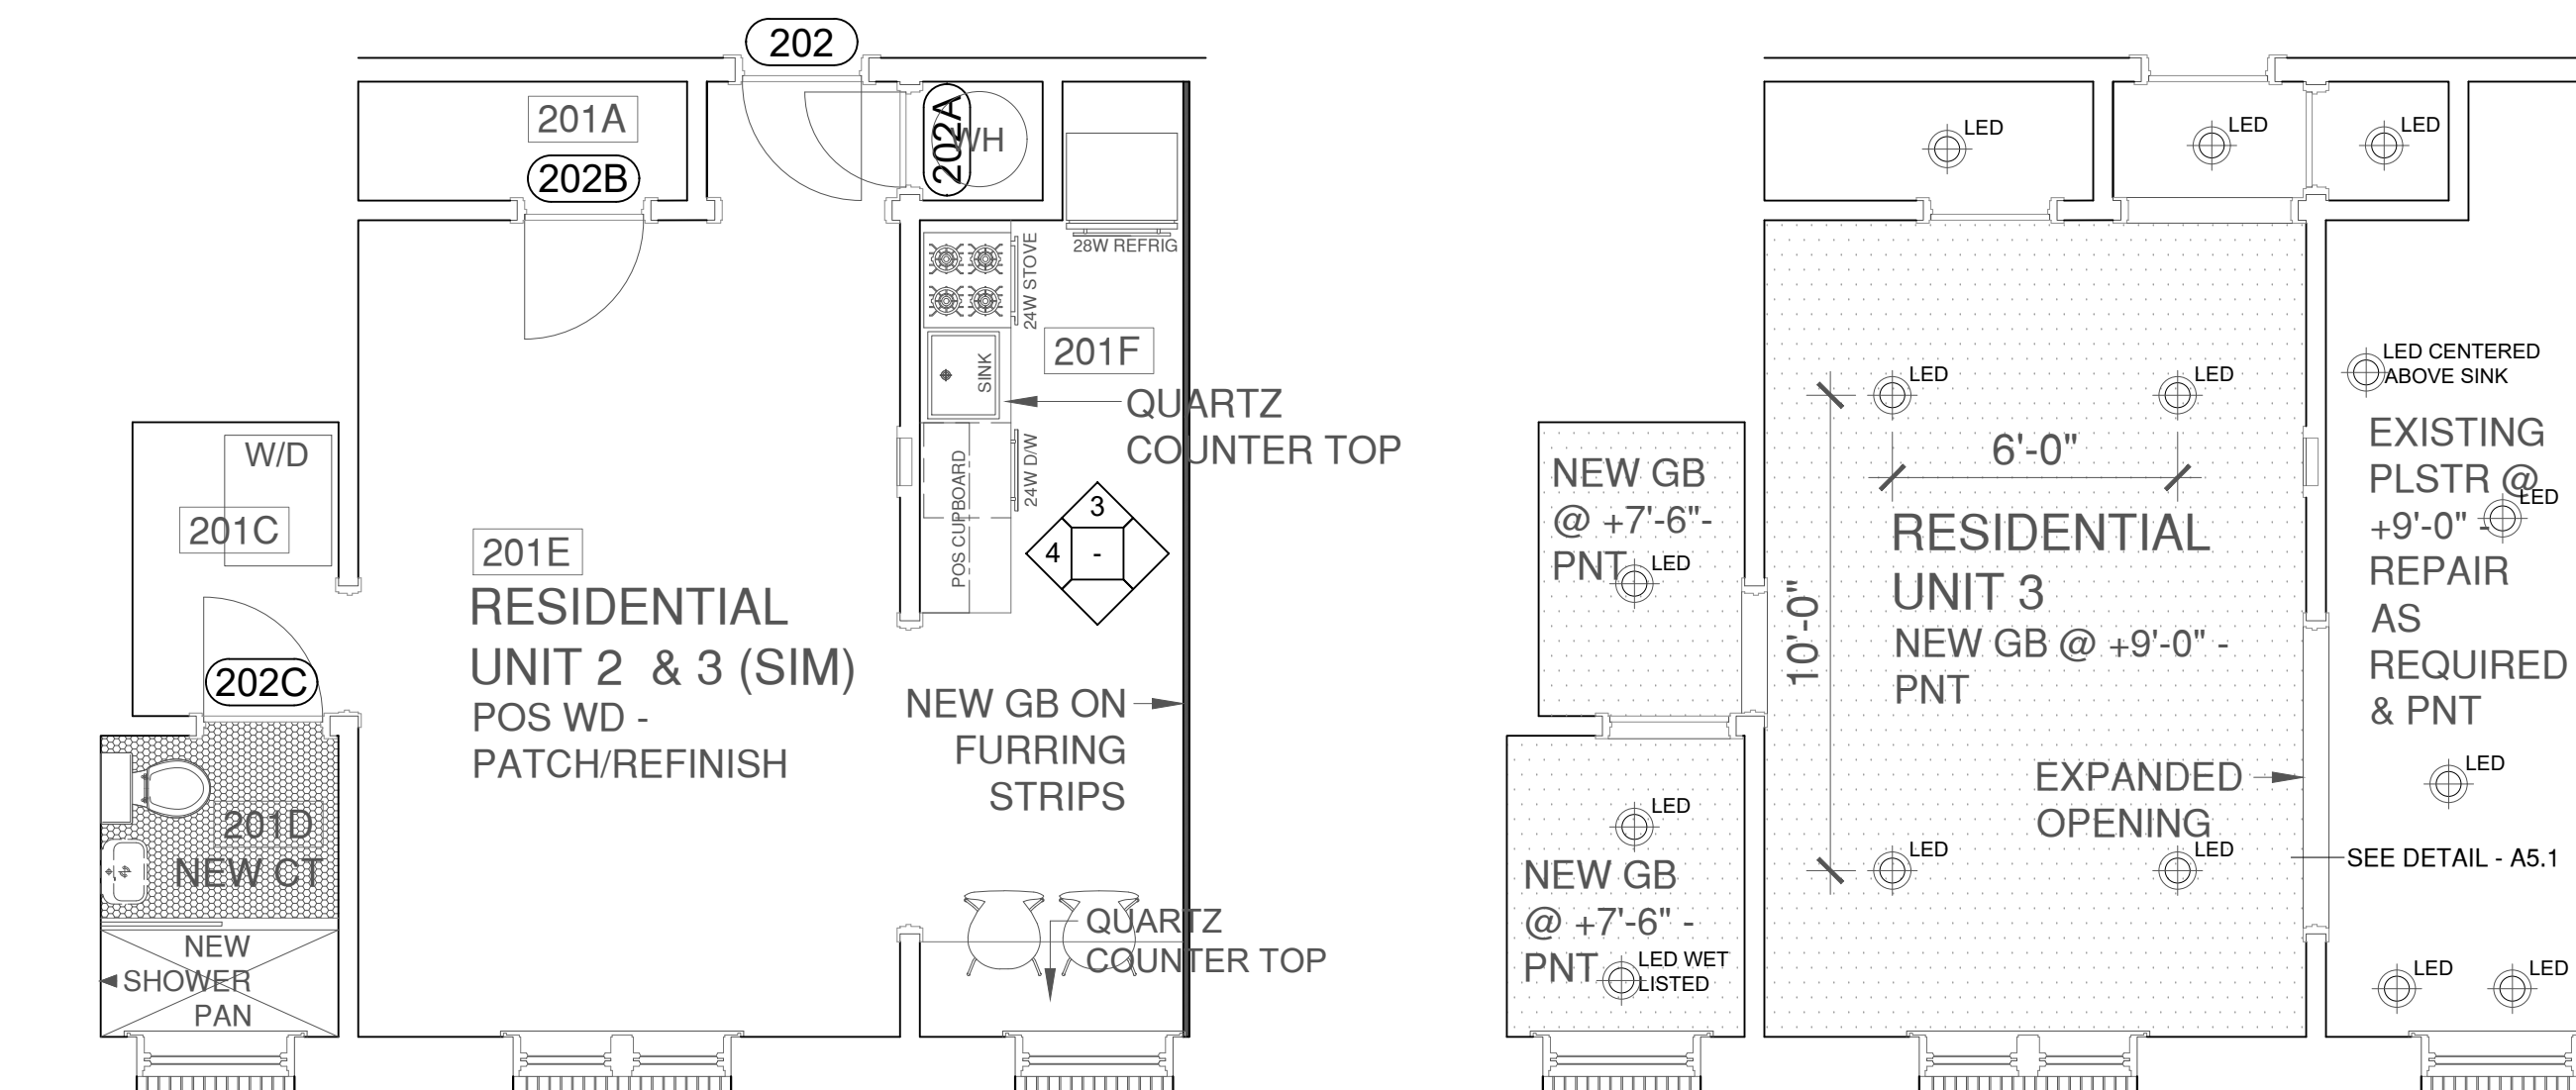 202
201A
202B
202A
WH
28W REFRIG
24W STOVE
SINK
201F
QUARTZ
COUNTER TOP
24W D/W
POS CUPBOARD
3
4
-
W/D
201C
201E
RESIDENTIAL
UNIT 2 & 3 (SIM)
POS WD -
PATCH/REFINISH
202C
NEW GB ON
FURRING
STRIPS
201D
NEW CT
QUARTZ
COUNTER TOP
NEW
SHOWER
PAN
LED
LED
LED
LED CENTERED
ABOVE SINK
LED
LED
6'-0"
EXISTING
PLSTR @
+9'-0" -
REPAIR
AS
REQUIRED
& PNT
LED
NEW GB
@ +7'-6"-
PNT
LED
RESIDENTIAL
UNIT 3
NEW GB @ +9'-0" -
PNT
10'-0"
EXPANDED
OPENING
LED
LED
LED
LED
SEE DETAIL - A5.1
NEW GB
@ +7'-6" -
PNT
LED WET
LISTED
LED
LED